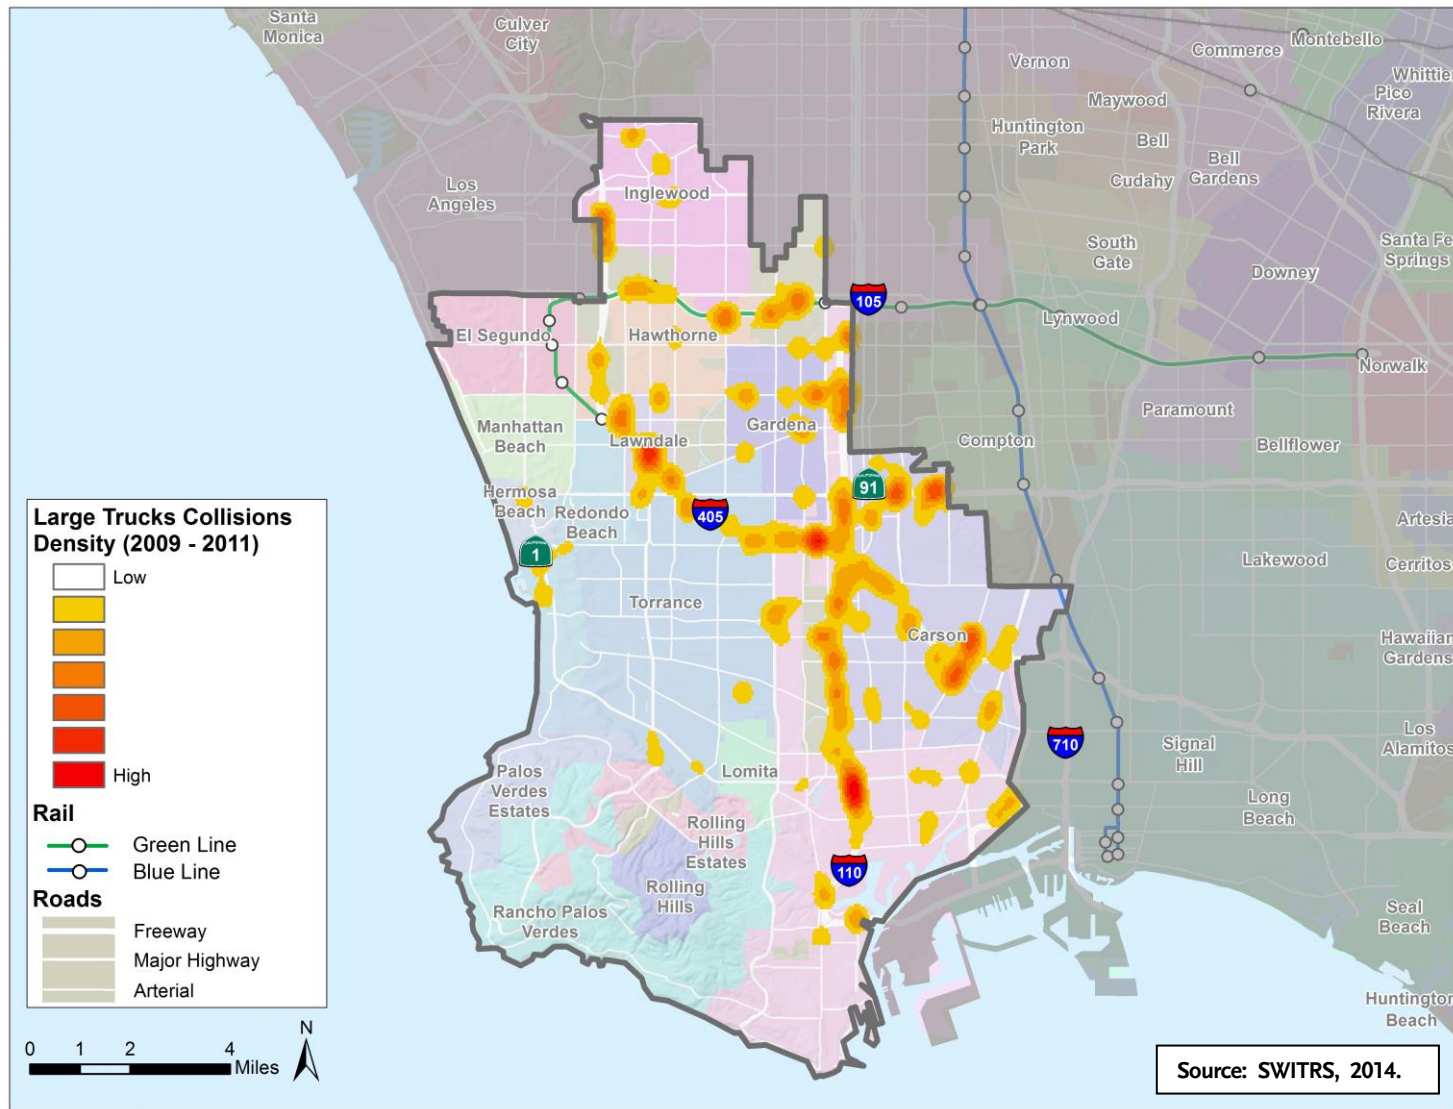 Santa
Monica
Culver
City
Montebello
Commerce
Vernon
Whittier
Pico
Rivera
Maywood
Huntington
Park
Bell
Bell
Gardens
Cudahy
Los
Angeles
Inglewood
South
Gate
Santa Fe
Springs
Downey
105
Lynwood
El Segundo
Hawthorne
Norwalk
Paramount
Manhattan
Beach
Lawndale
Gardena
Compton
Bellflower
CALIFORNIA
91
Hermosa
Beach
Redondo
Beach
405
Artesia
CALIFORNIA
1
Lakewood
Cerritos
Torrance
Carson
Hawaiian
Gardens
710
Signal
Hill
Los
Alamitos
Palos
Verdes
Estates
Lomita
Long
Beach
Rolling
Hills
Estates
110
Rolling
Hills
Rancho Palos
Verdes
Seal
Beach
Huntington
Beach
Large Trucks Collisions
Density (2009 - 2011)
Low
High
Rail
Green Line
Blue Line
Roads
Freeway
Major Highway
Arterial
N
0 1 2 4
Miles
Source: SWITRS, 2014.